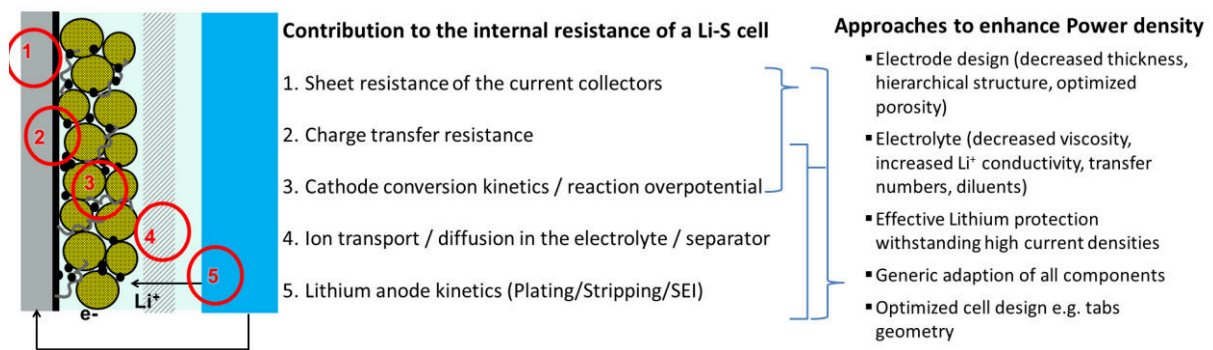 Contribution to the internal resistance of a Li-S cell
1. Sheet resistance of the current collectors
2. Charge transfer resistance
3. Cathode conversion kinetics / reaction overpotential
4. Ion transport / diffusion in the electrolyte / separator
5. Lithium anode kinetics (Plating/Stripping/SEI)
Approaches to enhance Power density
▪ Electrode design (decreased thickness,
hierarchical structure, optimized
porosity)
▪ Electrolyte (decreased viscosity,
increased Li⁺ conductivity, transfer
numbers, diluents)
▪ Effective Lithium protection
withstanding high current densities
▪ Generic adaption of all components
▪ Optimized cell design e.g. tabs
geometry
1
2
3
4
5
Li⁺
e-